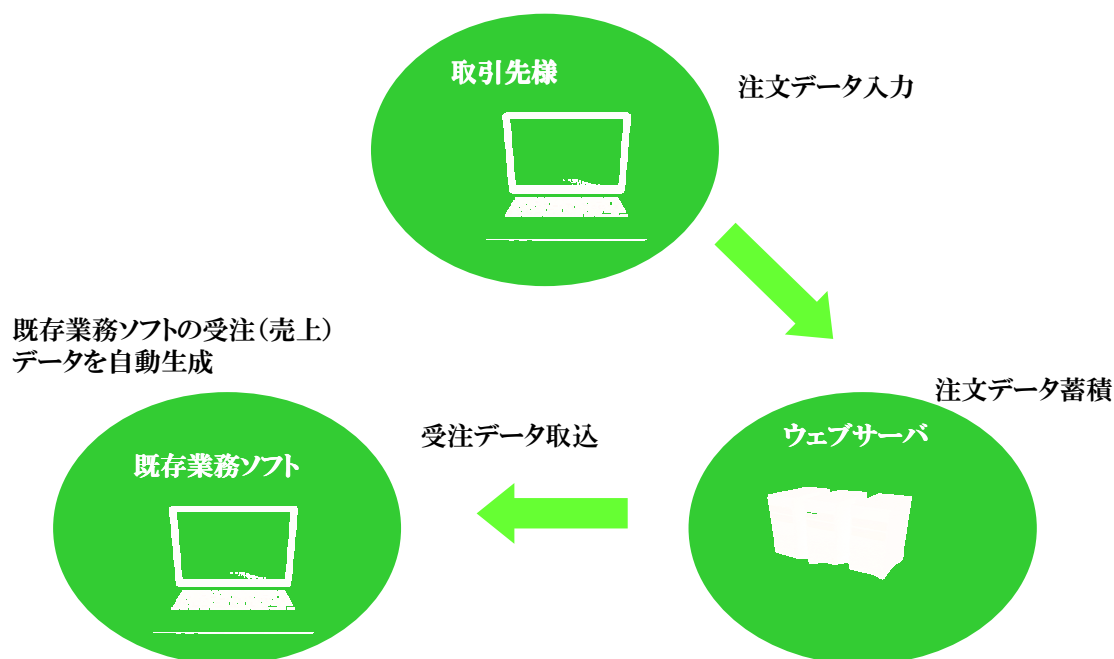 取引先様
注文データ入力
既存業務ソフトの受注(売上)
データを自動生成
注文データ蓄積
ウェブサーバ
受注データ取込
既存業務ソフト